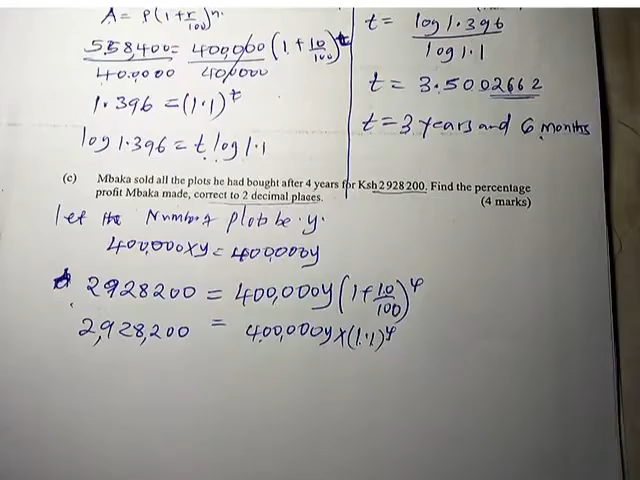 A = P(1+r/100)^n
558,400 = 400,000 (1+10/100)^t
400000 400000
1.396 = (1.1)^t
log 1.396 = t log 1.1
t = log 1.396
log 1.1
t = 3.5002662
t = 3 years and 6 months
(c) Mbaka sold all the plots he had bought after 4 years for Ksh 2 928 200. Find the percentage
profit Mbaka made, correct to 2 decimal places. (4 marks)
let the Number of plots be y.
400,000 x y = 400,000y
2928200 = 400,000y (1+10/100)^4
2,928,200 = 400,000y x (1.1)^4